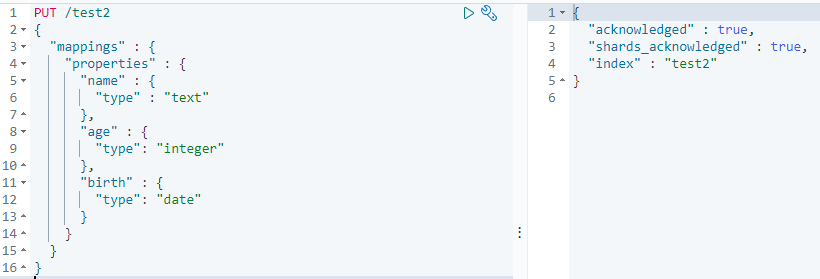 1 PUT /test2
2 {
3 "mappings" : {
4 "properties" : {
5 "name" : {
6 "type" : "text"
7 },
8 "age" : {
9 "type": "integer"
10 },
11 "birth" : {
12 "type": "date"
13 }
14 }
15 }
16 }
1 {
2 "acknowledged" : true,
3 "shards_acknowledged" : true,
4 "index" : "test2"
5 }
6